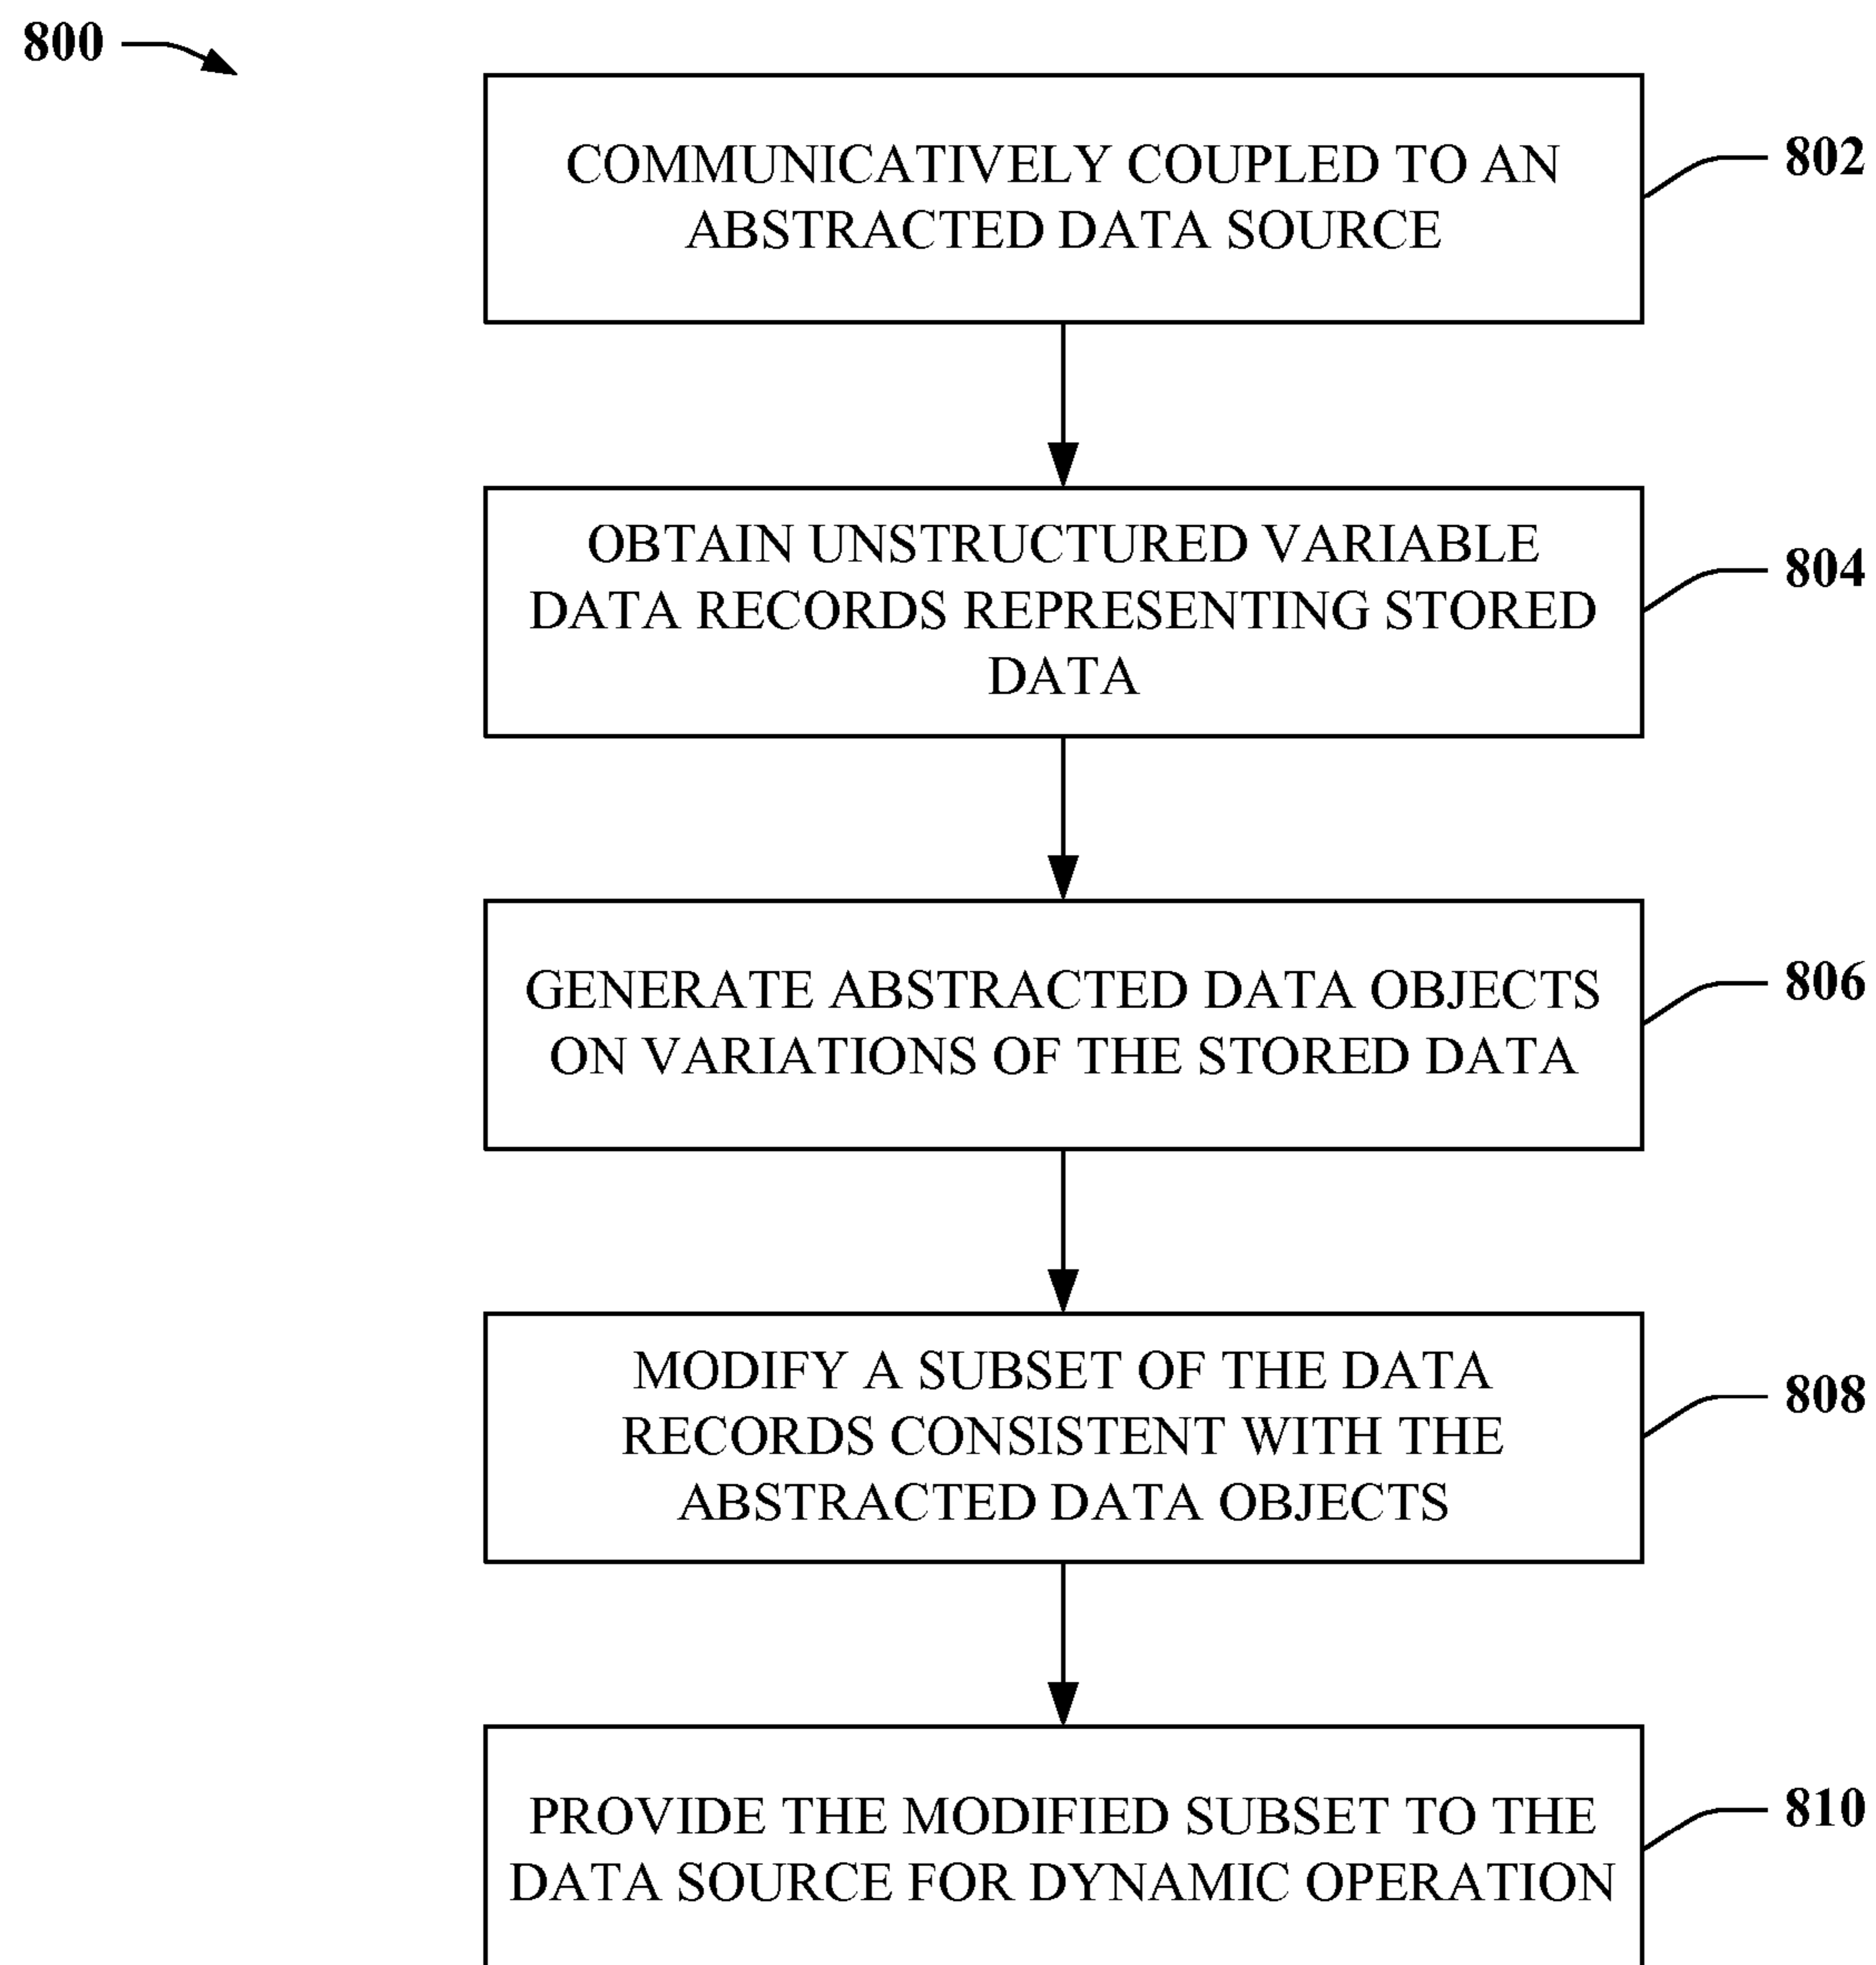 800
COMMUNICATIVELY COUPLED TO AN
ABSTRACTED DATA SOURCE
802
OBTAIN UNSTRUCTURED VARIABLE
DATA RECORDS REPRESENTING STORED
DATA
804
GENERATE ABSTRACTED DATA OBJECTS
ON VARIATIONS OF THE STORED DATA
806
MODIFY A SUBSET OF THE DATA
RECORDS CONSISTENT WITH THE
ABSTRACTED DATA OBJECTS
808
PROVIDE THE MODIFIED SUBSET TO THE
DATA SOURCE FOR DYNAMIC OPERATION
810